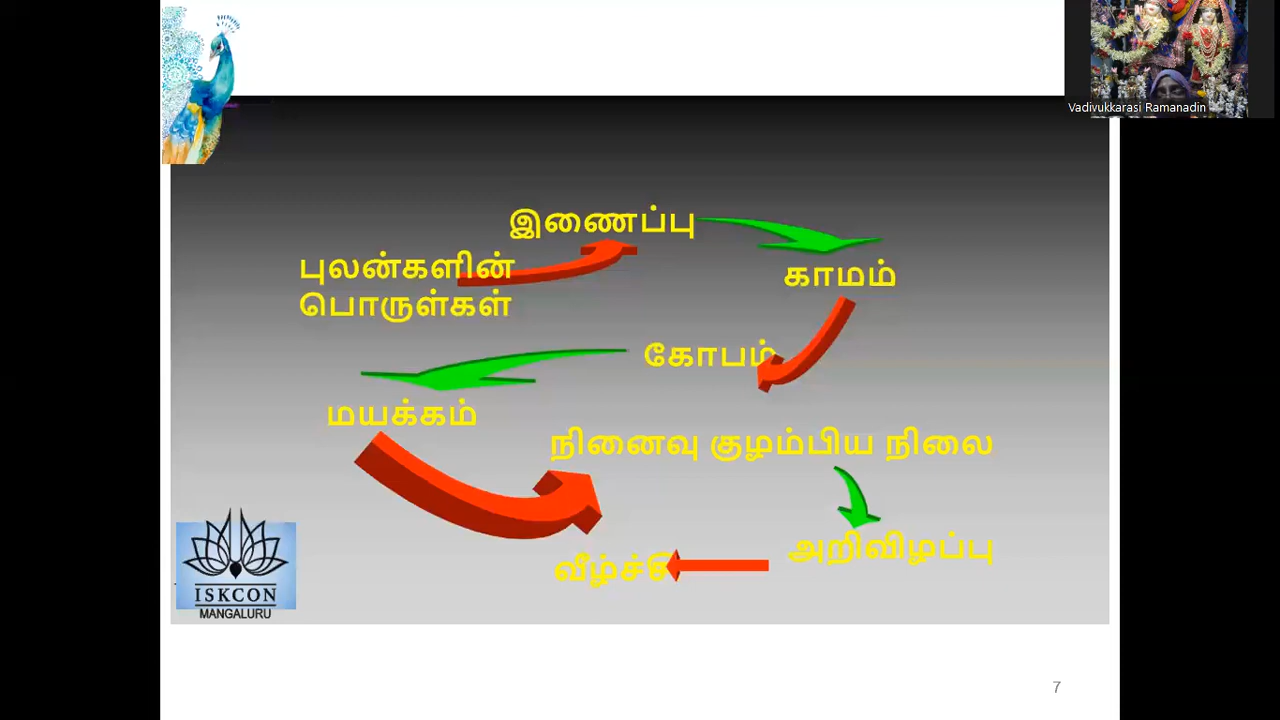 Vadivukkarasi Ramanadin
இணைப்பு
புலன்களின்
பொருள்கள்
காமம்
கோபம்
மயக்கம்
நினைவு குழம்பிய நிலை
அறிவிழப்பு
வீழ்ச்சி
ISKCON
MANGALURU
7